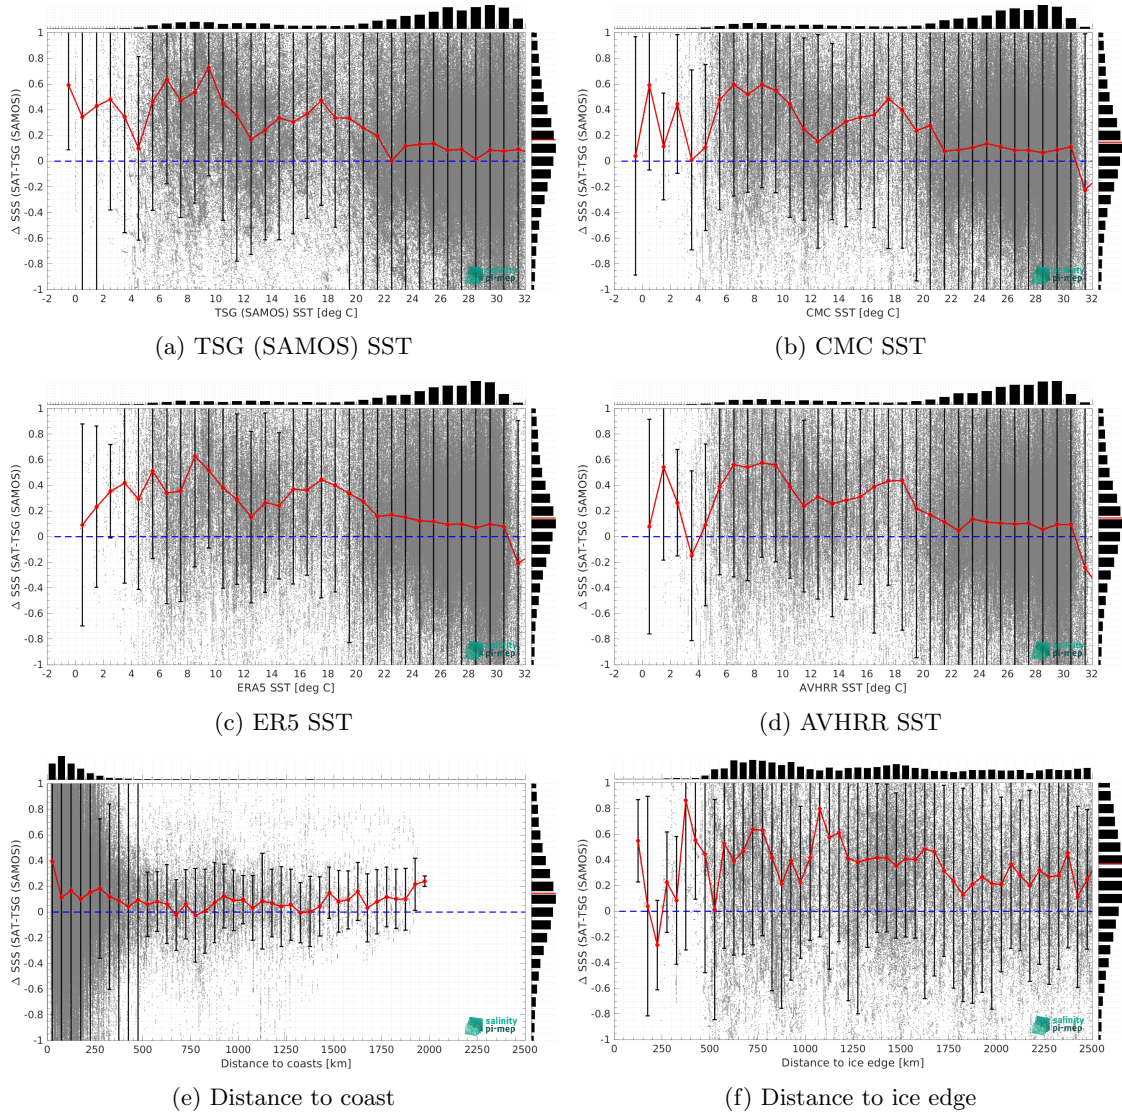 1
0.8
0.6
0.4
0.2
0
-0.2
-0.4
-0.6
-0.8
-1
Δ SSS (SAT-TSG (SAMOS))
salinity
pi-mep
-2 0 2 4 6 8 10 12 14 16 18 20 22 24 26 28 30 32
TSG (SAMOS) SST [deg C]
(a) TSG (SAMOS) SST
1
0.8
0.6
0.4
0.2
0
-0.2
-0.4
-0.6
-0.8
-1
Δ SSS (SAT-TSG (SAMOS))
salinity
pi-mep
-2 0 2 4 6 8 10 12 14 16 18 20 22 24 26 28 30 32
CMC SST [deg C]
(b) CMC SST
1
0.8
0.6
0.4
0.2
0
-0.2
-0.4
-0.6
-0.8
-1
Δ SSS (SAT-TSG (SAMOS))
salinity
pi-mep
-2 0 2 4 6 8 10 12 14 16 18 20 22 24 26 28 30 32
ERA5 SST [deg C]
(c) ER5 SST
1
0.8
0.6
0.4
0.2
0
-0.2
-0.4
-0.6
-0.8
-1
Δ SSS (SAT-TSG (SAMOS))
salinity
pi-mep
-2 0 2 4 6 8 10 12 14 16 18 20 22 24 26 28 30 32
AVHRR SST [deg C]
(d) AVHRR SST
1
0.8
0.6
0.4
0.2
0
-0.2
-0.4
-0.6
-0.8
-1
Δ SSS (SAT-TSG (SAMOS))
salinity
pi-mep
0 250 500 750 1000 1250 1500 1750 2000 2250 2500
Distance to coasts [km]
(e) Distance to coast
1
0.8
0.6
0.4
0.2
0
-0.2
-0.4
-0.6
-0.8
-1
Δ SSS (SAT-TSG (SAMOS))
salinity
pi-mep
0 250 500 750 1000 1250 1500 1750 2000 2250 2500
Distance to ice edge [km]
(f) Distance to ice edge